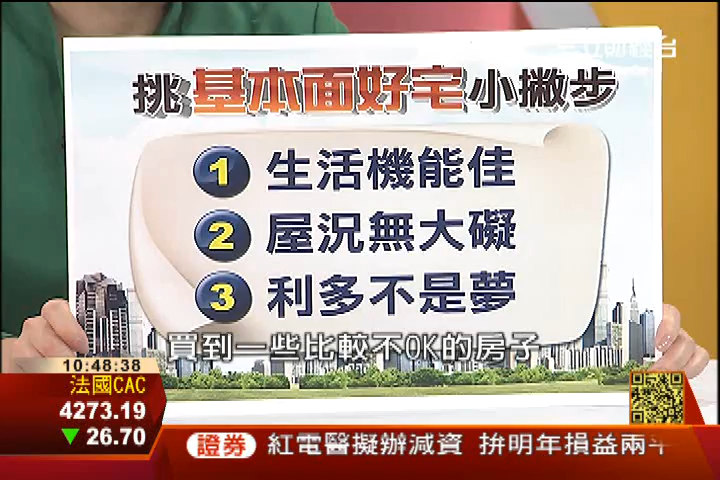 挑基本面好宅小撇步
1 生活機能佳
2 屋況無大礙
3 利多不是夢
買到一些比較不OK的房子
10:48:38
法國CAC
4273.19
▼ 26.70
證券 紅電醫擬辦減資 拚明年損益兩平